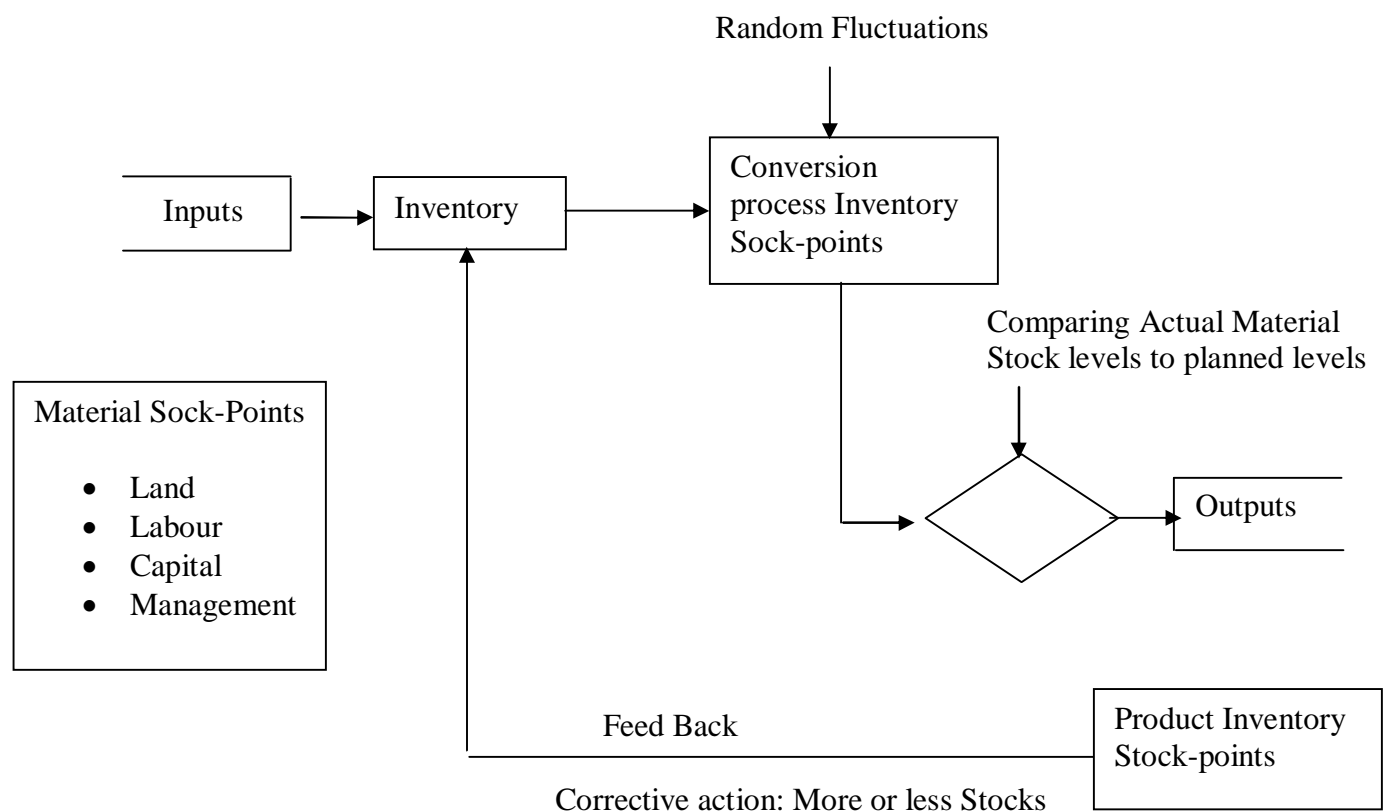 Random Fluctuations
Inputs
Inventory
Conversion
process Inventory
Sock-points
Comparing Actual Material
Stock levels to planned levels
Material Sock-Points
• Land
• Labour
• Capital
• Management
Outputs
Feed Back
Product Inventory
Stock-points
Corrective action: More or less Stocks